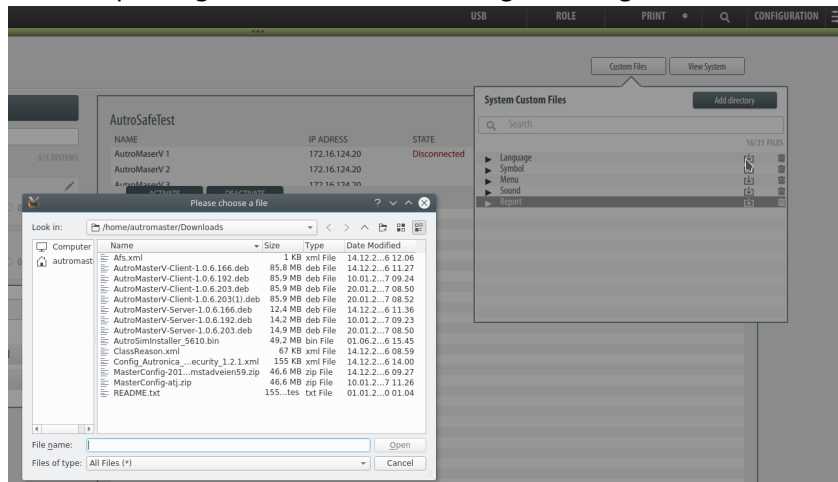 USB ROLE PRINT CONFIGURATION
Custom Files View System
System Custom Files Add directory
Search
16/21 FILES
Language
Symbol
Menu
Sound
Report
3/3 SYSTEMS
AutroSafeTest
NAME IP ADRESS STATE
AutroMaserV 1 172.16.124.20 Disconnected
AutroMaserV 2 172.16.124.20
AutroMaserV 3 172.16.124.20
ACTIVATE DEACTIVATE
Please choose a file
Look in: /home/automaster/Downloads
Computer
automast
Name Size Type Date Modified
Afs.xml 1 KB xml File 14.12.2...6 12.06
AutroMasterV-Client-1.0.6.166.deb 85,8 MB deb File 14.12.2...6 11.27
AutroMasterV-Client-1.0.6.192.deb 85,9 MB deb File 10.01.2...7 09.24
AutroMasterV-Client-1.0.6.203.deb 85,9 MB deb File 20.01.2...7 08.50
AutroMasterV-Client-1.0.6.203(1).deb 85,9 MB deb File 20.01.2...7 08.52
AutroMasterV-Server-1.0.6.166.deb 12,4 MB deb File 14.12.2...6 11.36
AutroMasterV-Server-1.0.6.192.deb 14,2 MB deb File 10.01.2...7 09.23
AutroMasterV-Server-1.0.6.203.deb 14,9 MB deb File 20.01.2...7 08.50
AutroSimInstaller_5610.bin 49,2 MB bin File 01.06.2...6 15.45
ClassReason.xml 67 KB xml File 14.12.2...6 08.59
Config_Autronica_...ecurity_1.2.1.xml 155 KB xml File 14.12.2...6 14.00
MasterConfig-201...mstadveien59.zip 46,6 MB zip File 14.12.2...6 09.27
MasterConfig-atj.zip 46,6 MB zip File 10.01.2...7 11.26
README.txt 155...tes txt File 01.01.2...0 01.04
File name: Open
Files of type: All Files (*) Cancel